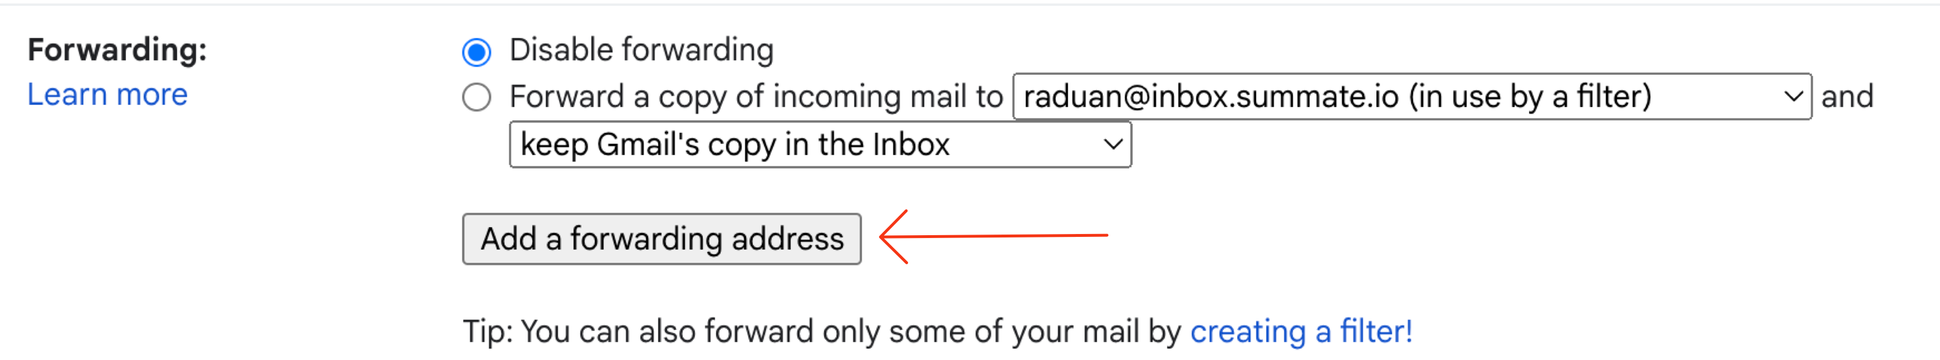 Forwarding:
Learn more
Disable forwarding
Forward a copy of incoming mail to raduan@inbox.summate.io (in use by a filter) and
keep Gmail's copy in the Inbox
Add a forwarding address
Tip: You can also forward only some of your mail by creating a filter!